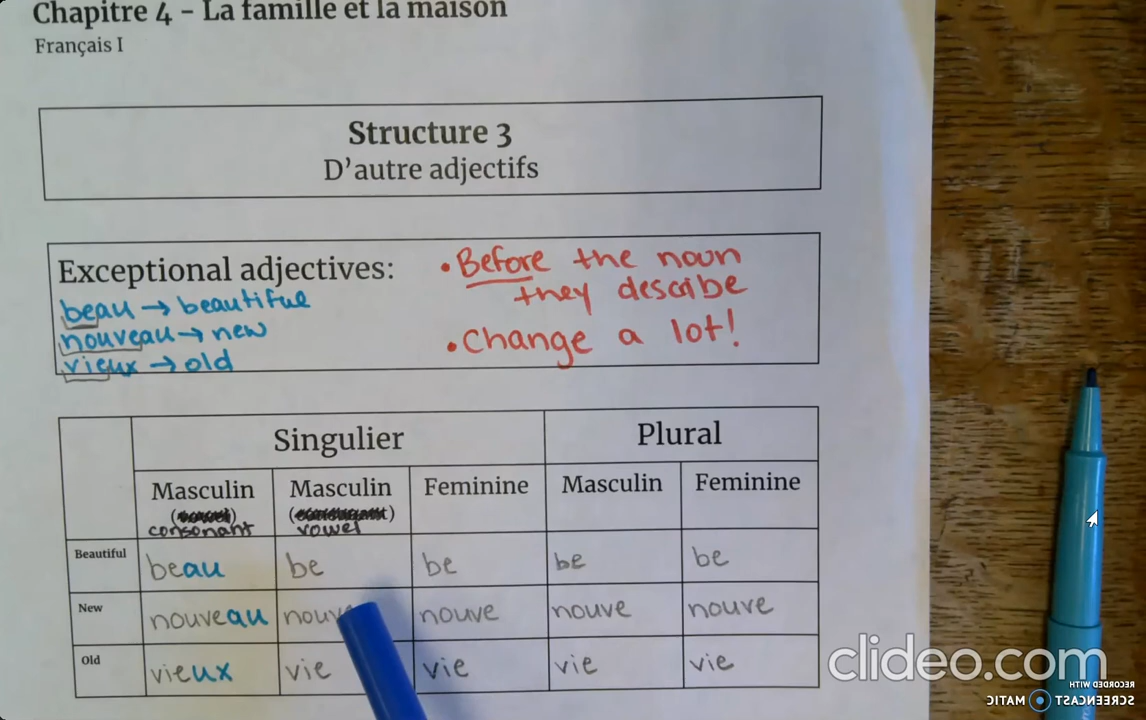 Chapitre 4 - La famille et la maison
Français I
Structure 3
D'autre adjectifs
Exceptional adjectives:
beau → beautiful
nouveau → new
vieux → old
• Before the noun
they describe
• Change a lot!
Singulier Plural
Masculin Masculin Feminine Masculin Feminine
consonant vowel
Beautiful beau be be be be
New nouveau nouve nouve nouve
Old vieux vie vie vie vie
clideo.com
RECORDED WITH
SCREENCAST MATIC